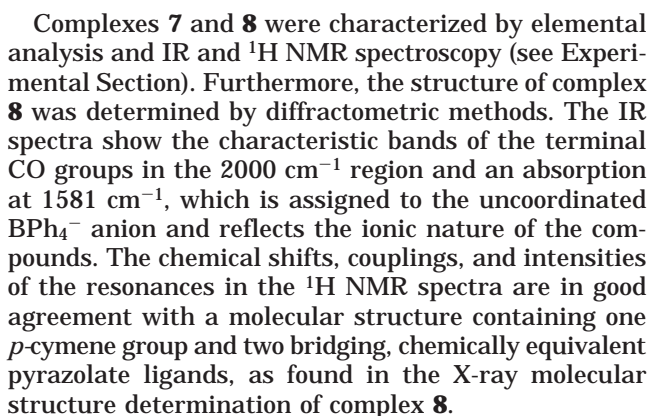 Complexes 7 and 8 were characterized by elemental
analysis and IR and ¹H NMR spectroscopy (see Experi-
mental Section). Furthermore, the structure of complex
8 was determined by diffractometric methods. The IR
spectra show the characteristic bands of the terminal
CO groups in the 2000 cm⁻¹ region and an absorption
at 1581 cm⁻¹, which is assigned to the uncoordinated
BPh₄⁻ anion and reflects the ionic nature of the com-
pounds. The chemical shifts, couplings, and intensities
of the resonances in the ¹H NMR spectra are in good
agreement with a molecular structure containing one
p-cymene group and two bridging, chemically equivalent
pyrazolate ligands, as found in the X-ray molecular
structure determination of complex 8.